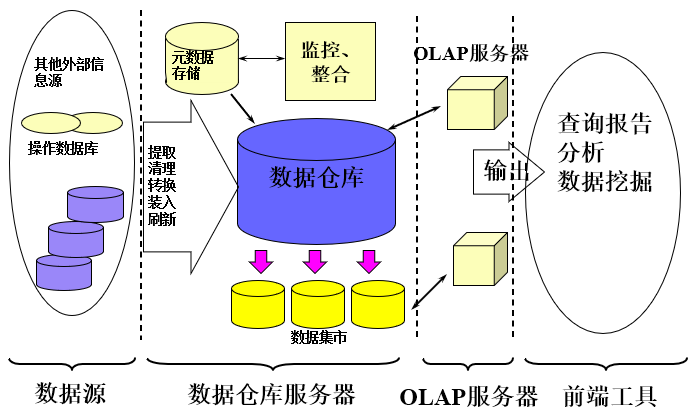 其他外部信
息源
操作数据库
元数据
存储
监控、
整合
提取
清理
转换
装入
刷新
数据仓库
数据集市
OLAP服务器
输出
查询报告
分析
数据挖掘
数据源
数据仓库服务器
OLAP服务器
前端工具